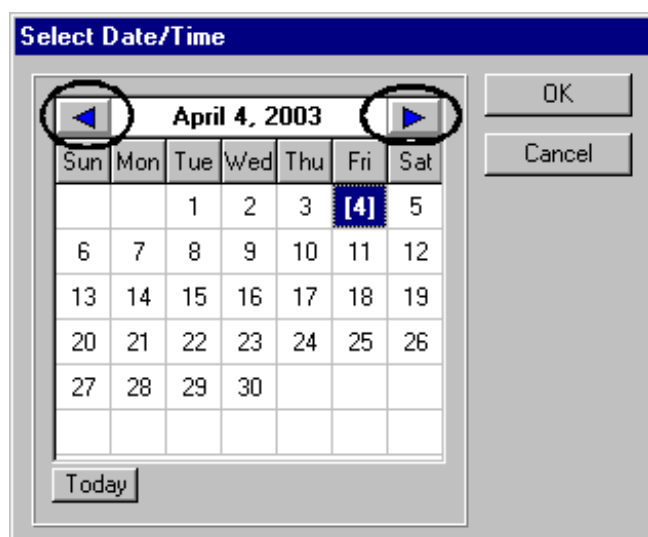 Select Date/Time
OK
April 4, 2003
Cancel
Sun Mon Tue Wed Thu Fri Sat
1 2 3 [4] 5
6 7 8 9 10 11 12
13 14 15 16 17 18 19
20 21 22 23 24 25 26
27 28 29 30
Today